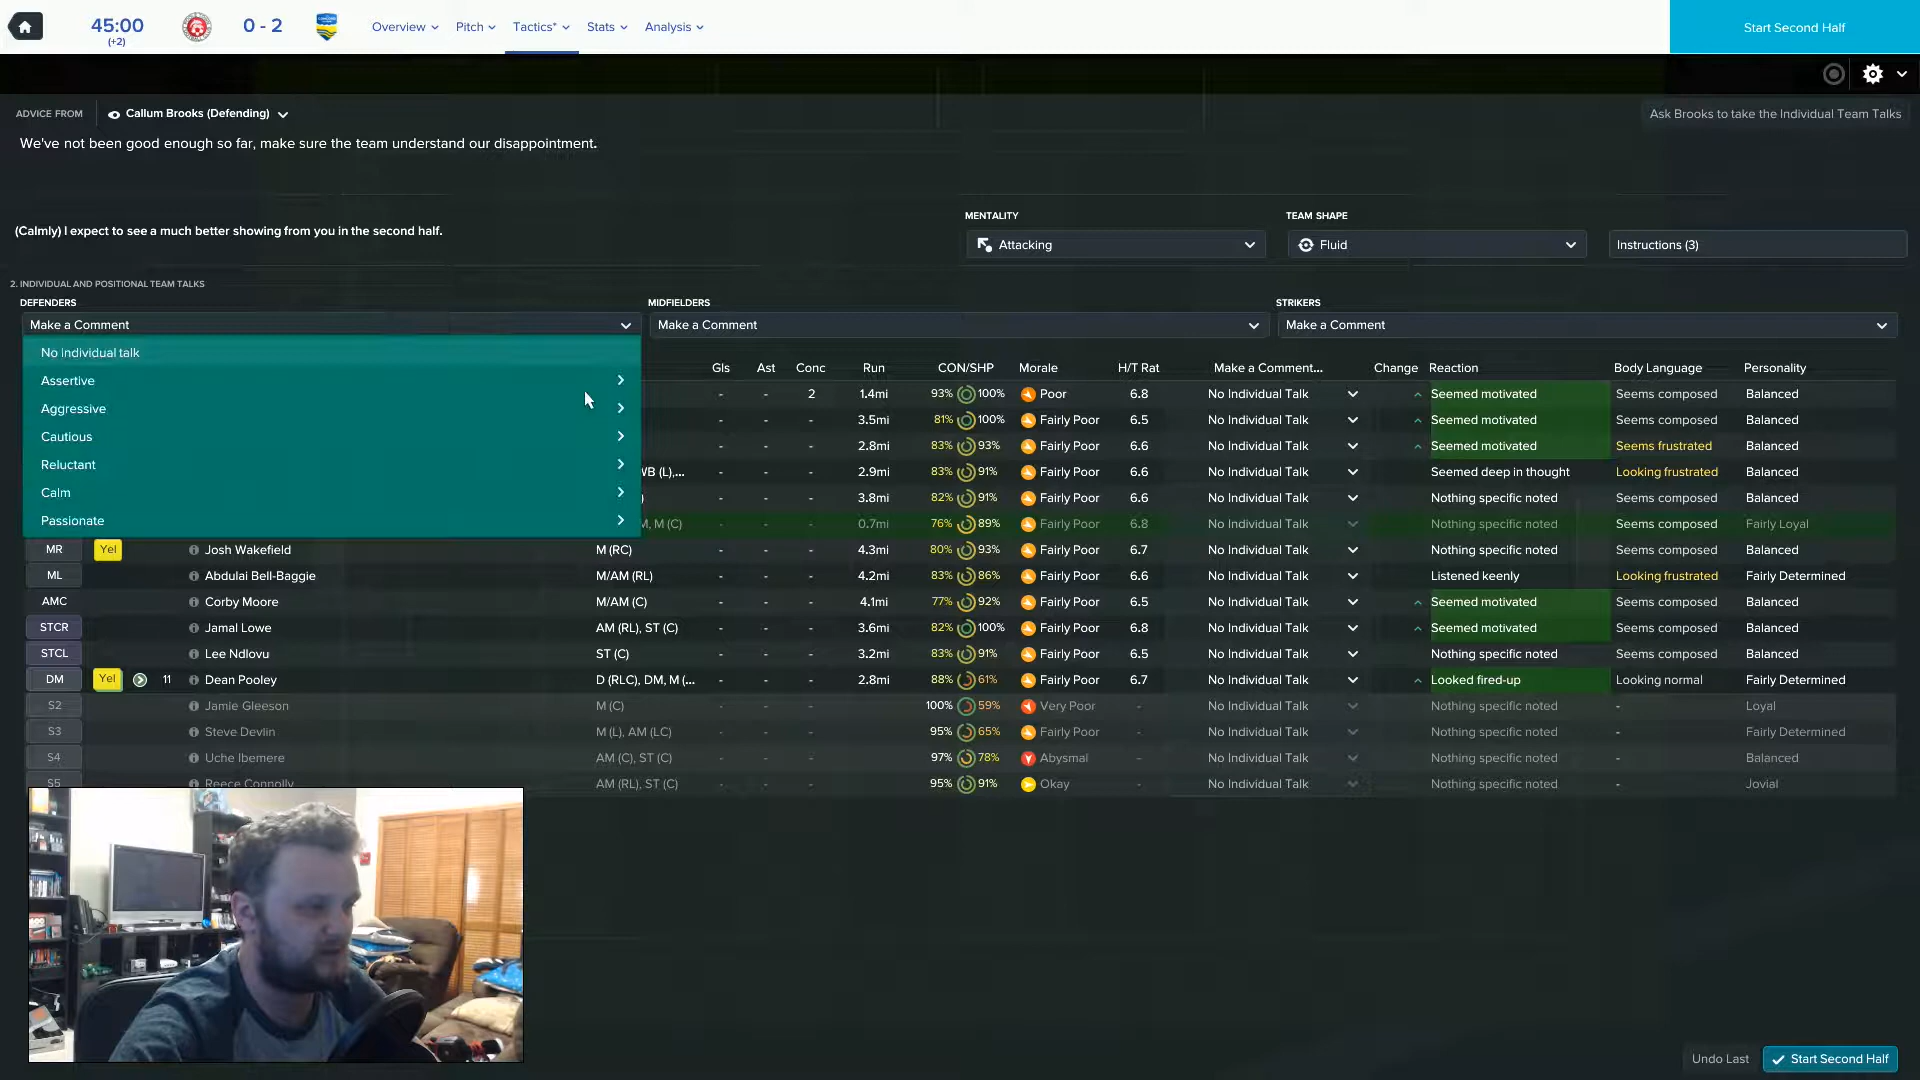 45:00
(+2)
0 - 2
Overview
Pitch
Tactics*
Stats
Analysis
Start Second Half
ADVICE FROM
Callum Brooks (Defending)
Ask Brooks to take the Individual Team Talks
We've not been good enough so far, make sure the team understand our disappointment.
MENTALITY
TEAM SHAPE
(Calmly) I expect to see a much better showing from you in the second half.
Attacking
Fluid
Instructions (3)
2. INDIVIDUAL AND POSITIONAL TEAM TALKS
DEFENDERS
MIDFIELDERS
STRIKERS
Make a Comment
Make a Comment
Make a Comment
No individual talk
Assertive
Aggressive
Cautious
Reluctant
Calm
Passionate
Gls Ast Conc Run CON/SHP Morale H/T Rat Make a Comment... Change Reaction Body Language Personality
- - 2 1.4mi 93% 100% Poor 6.8 No Individual Talk Seemed motivated Seems composed Balanced
- - - 3.5mi 81% 100% Fairly Poor 6.5 No Individual Talk Seemed motivated Seems composed Balanced
- - - 2.8mi 83% 93% Fairly Poor 6.6 No Individual Talk Seemed motivated Seems frustrated Balanced
WB (L),... - - - 2.9mi 83% 91% Fairly Poor 6.6 No Individual Talk Seemed deep in thought Looking frustrated Balanced
) - - - 3.8mi 82% 91% Fairly Poor 6.6 No Individual Talk Nothing specific noted Seems composed Balanced
M, M (C) - - - 0.7mi 76% 89% Fairly Poor 6.8 No Individual Talk Nothing specific noted Seems composed Fairly Loyal
MR Yel Josh Wakefield M (RC) - - - 4.3mi 80% 93% Fairly Poor 6.7 No Individual Talk Nothing specific noted Seems composed Balanced
ML Abdulai Bell-Baggie M/AM (RL) - - - 4.2mi 83% 86% Fairly Poor 6.6 No Individual Talk Listened keenly Looking frustrated Fairly Determined
AMC Corby Moore M/AM (C) - - - 4.1mi 77% 92% Fairly Poor 6.5 No Individual Talk Seemed motivated Seems composed Balanced
STCR Jamal Lowe AM (RL), ST (C) - - - 3.6mi 82% 100% Fairly Poor 6.8 No Individual Talk Seemed motivated Seems composed Balanced
STCL Lee Ndlovu ST (C) - - - 3.2mi 83% 91% Fairly Poor 6.5 No Individual Talk Nothing specific noted Seems composed Balanced
DM Yel 11 Dean Pooley D (RLC), DM, M (... - - - 2.8mi 88% 61% Fairly Poor 6.7 No Individual Talk Looked fired-up Looking normal Fairly Determined
S2 Jamie Gleeson M (C) - - - 100% 59% Very Poor - No Individual Talk Nothing specific noted - Loyal
S3 Steve Devlin M (L), AM (LC) - - - 95% 65% Fairly Poor - No Individual Talk Nothing specific noted - Fairly Determined
S4 Uche Ibemere AM (C), ST (C) - - - 97% 78% Abysmal - No Individual Talk Nothing specific noted - Balanced
S5 Reece Connolly AM (RL), ST (C) - - - 95% 91% Okay - No Individual Talk Nothing specific noted - Jovial
Undo Last
Start Second Half